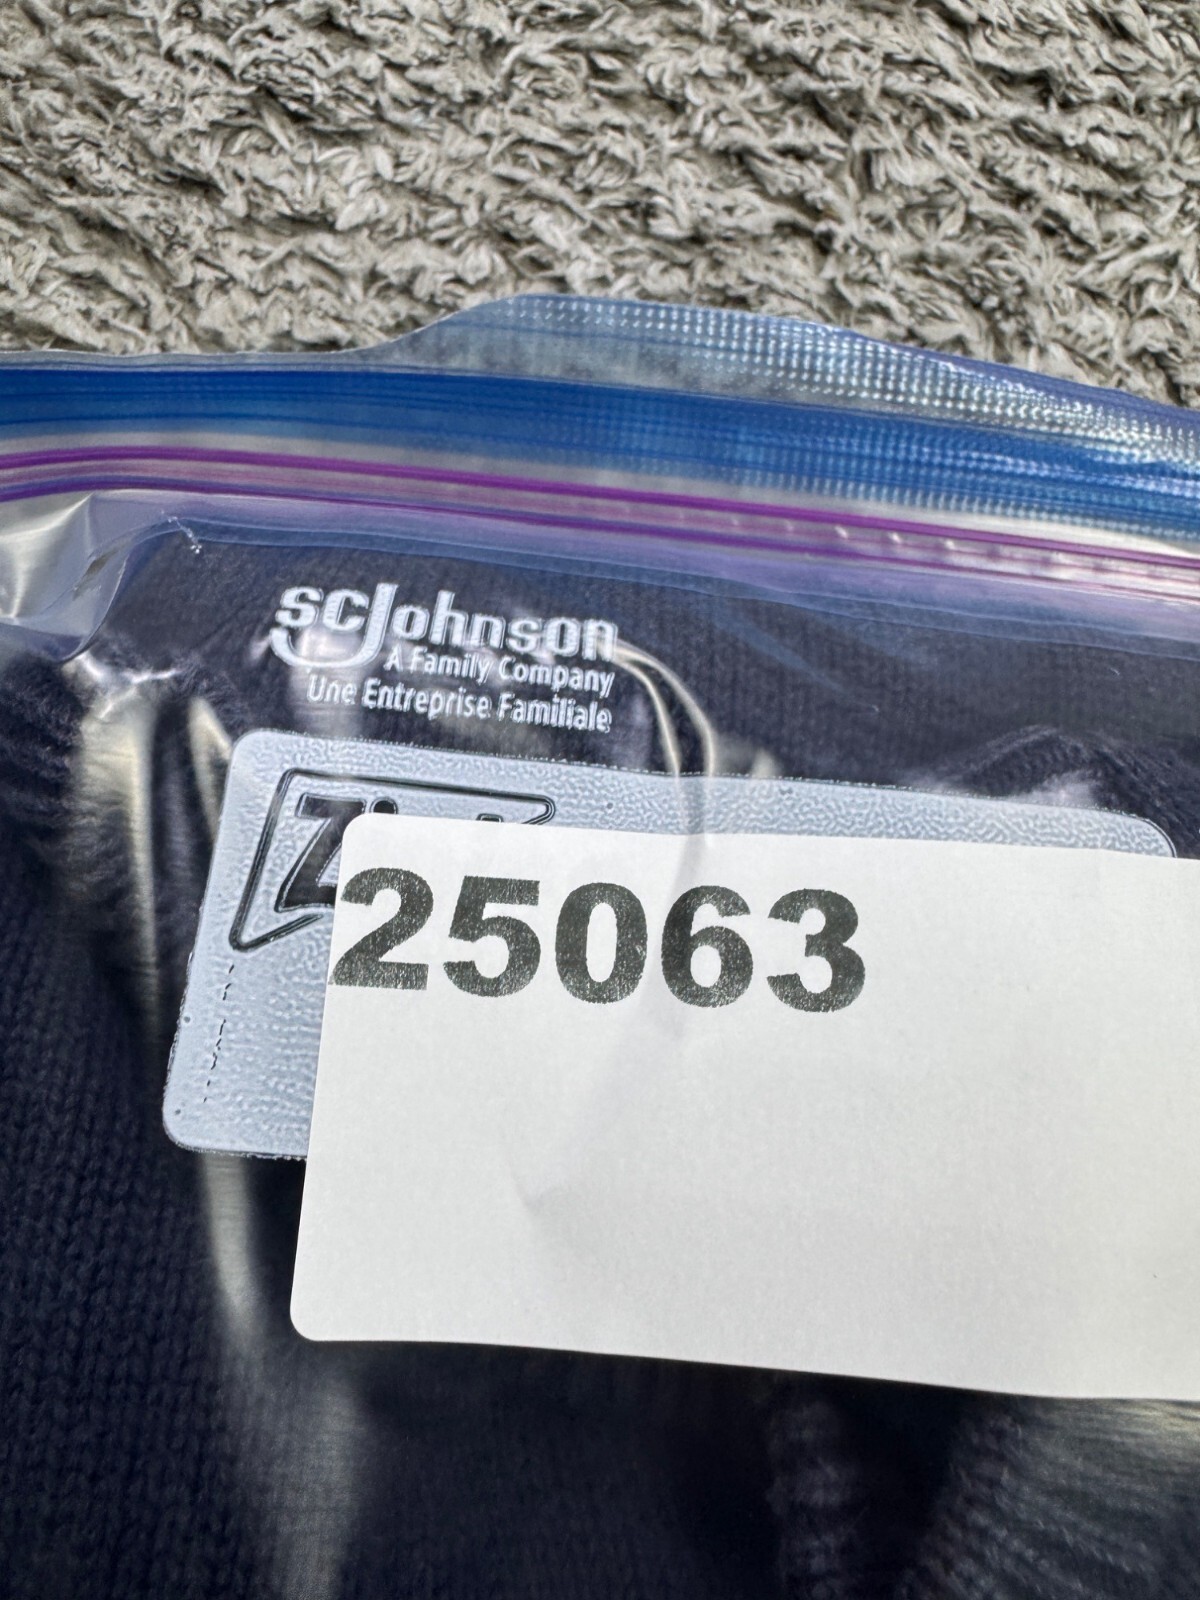 scJohnson
A Family Company
Une Entreprise Familiale
25063